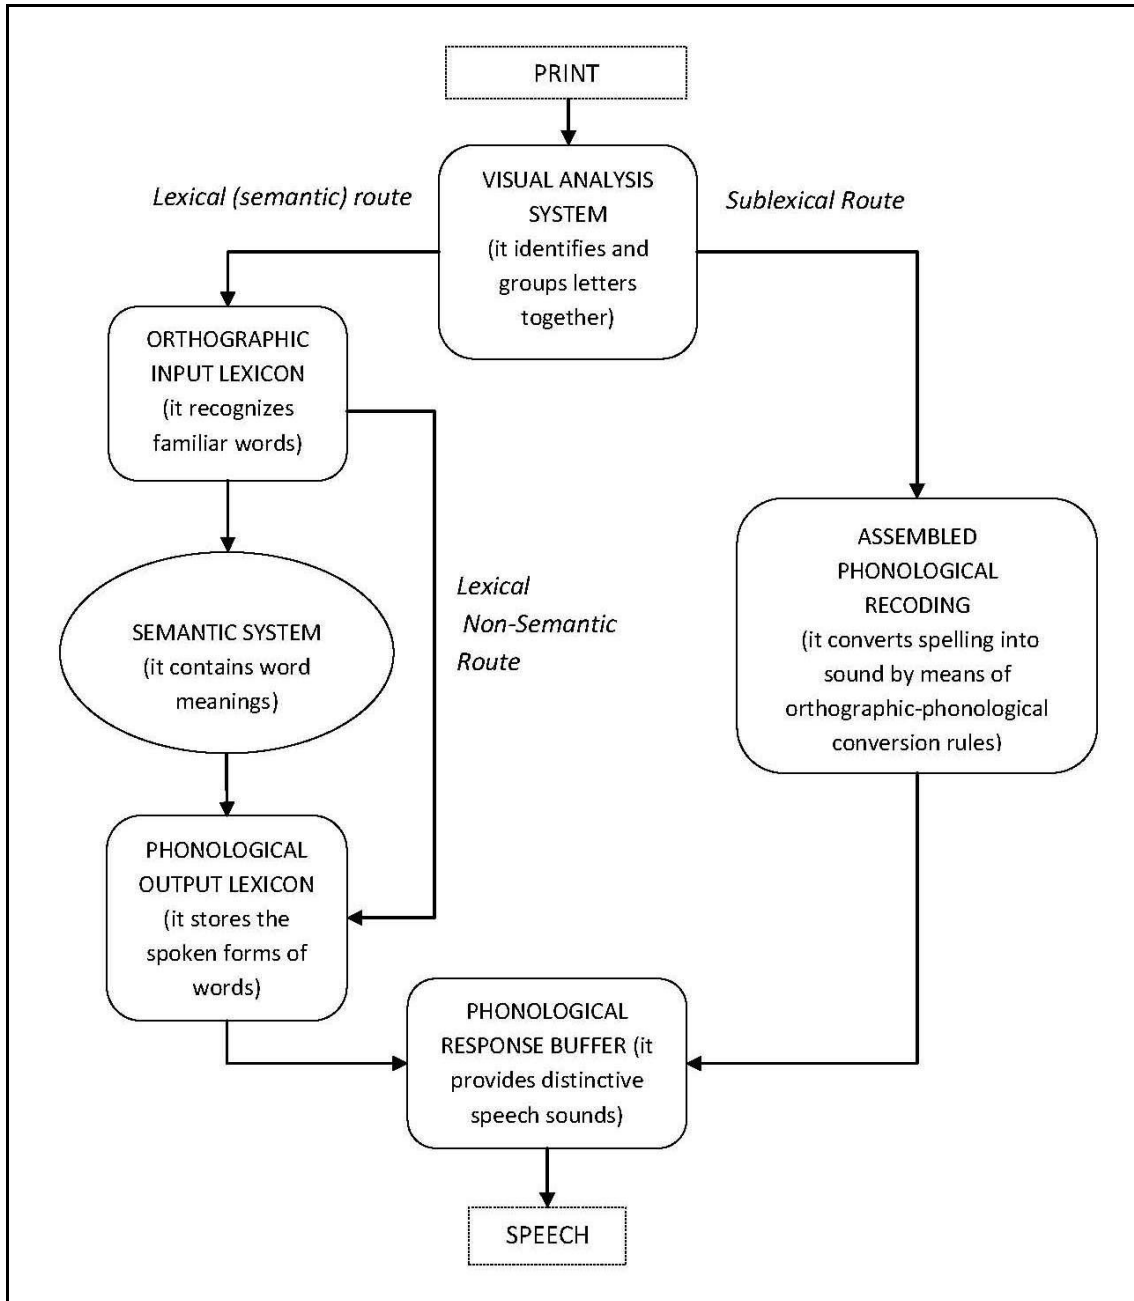 PRINT
VISUAL ANALYSIS
SYSTEM
(it identifies and
groups letters
together)
Lexical (semantic) route
Sublexical Route
ORTHOGRAPHIC
INPUT LEXICON
(it recognizes
familiar words)
Lexical
Non-Semantic
Route
SEMANTIC SYSTEM
(it contains word
meanings)
ASSEMBLED
PHONOLOGICAL
RECODING
(it converts spelling into
sound by means of
orthographic-phonological
conversion rules)
PHONOLOGICAL
OUTPUT LEXICON
(it stores the
spoken forms of
words)
PHONOLOGICAL
RESPONSE BUFFER (it
provides distinctive
speech sounds)
SPEECH